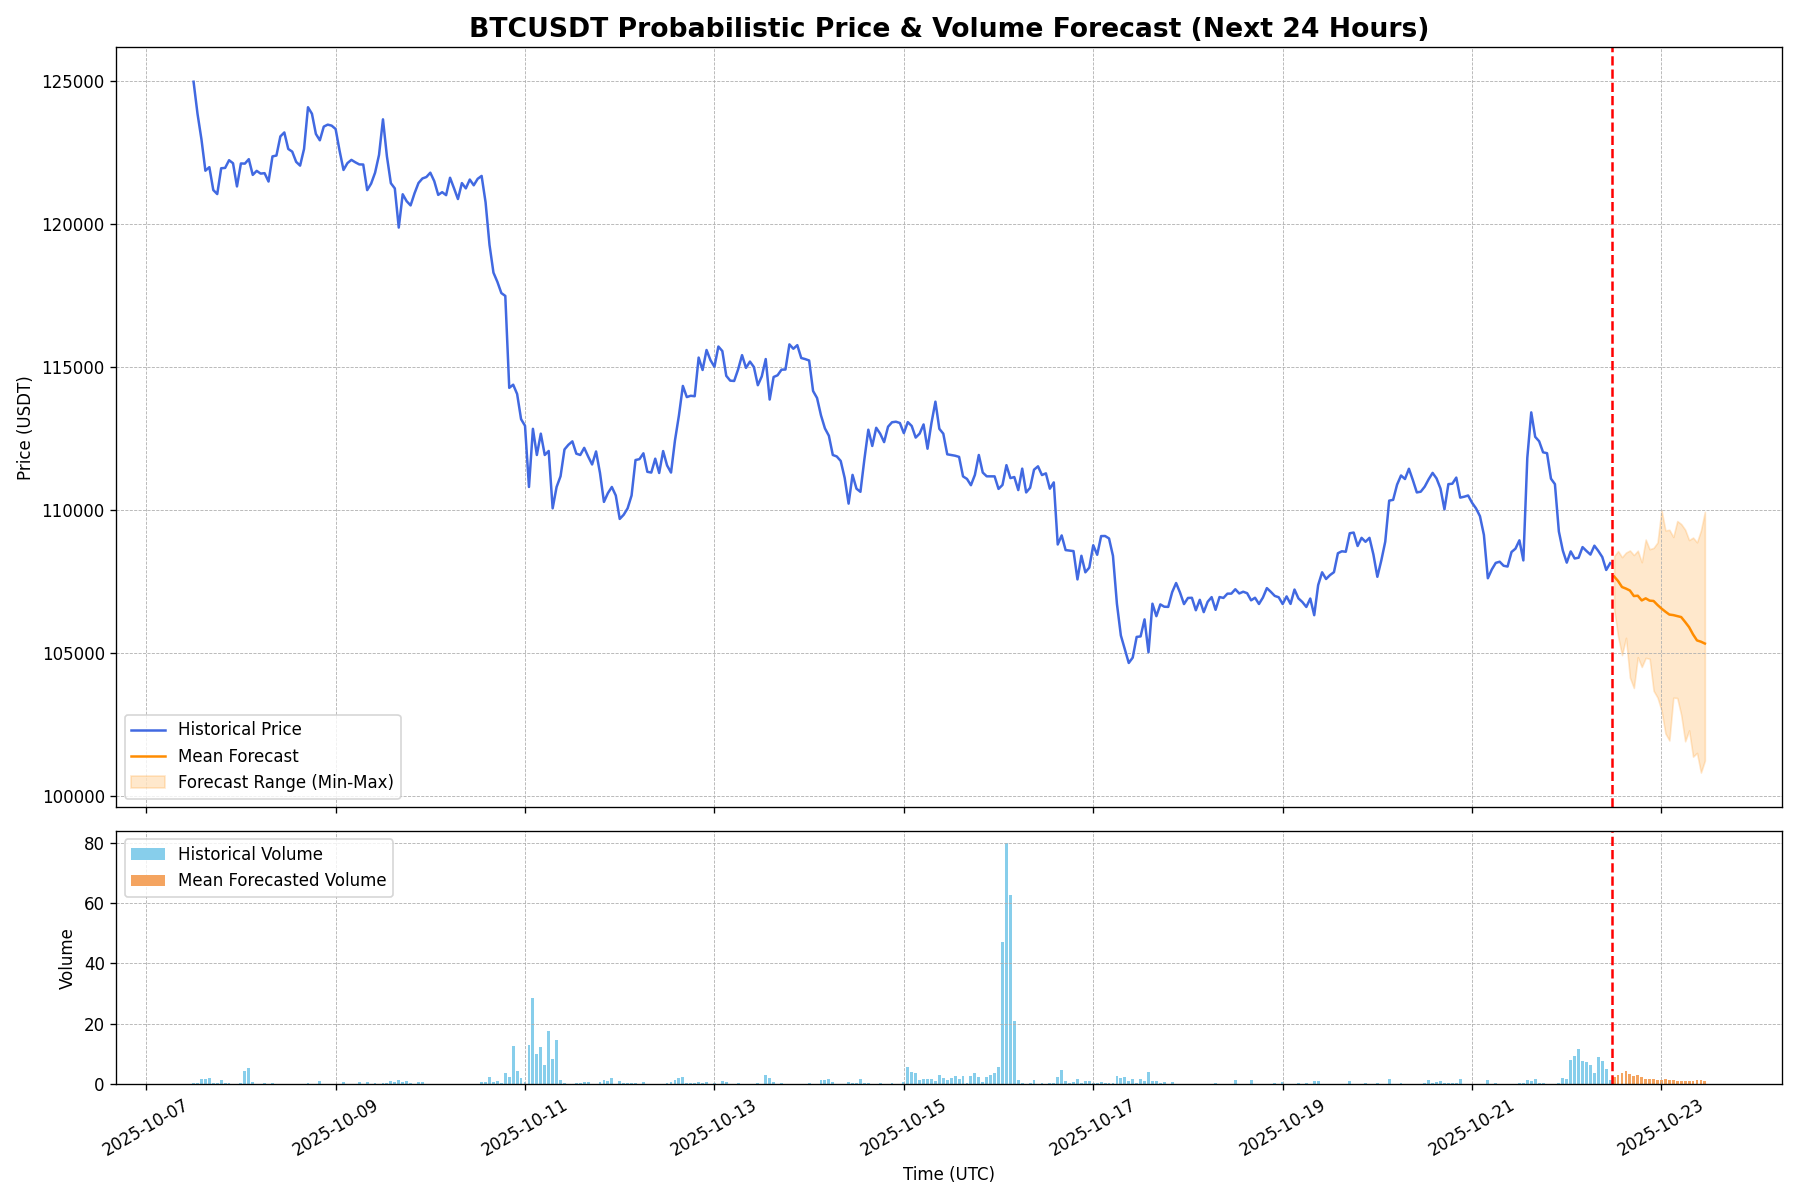 BTCUSDT Probabilistic Price & Volume Forecast (Next 24 Hours)
125000
120000
115000
110000
105000
100000
Price (USDT)
Historical Price
Mean Forecast
Forecast Range (Min-Max)
80
60
40
20
0
Volume
Historical Volume
Mean Forecasted Volume
2025-10-07
2025-10-09
2025-10-11
2025-10-13
2025-10-15
2025-10-17
2025-10-19
2025-10-21
2025-10-23
Time (UTC)